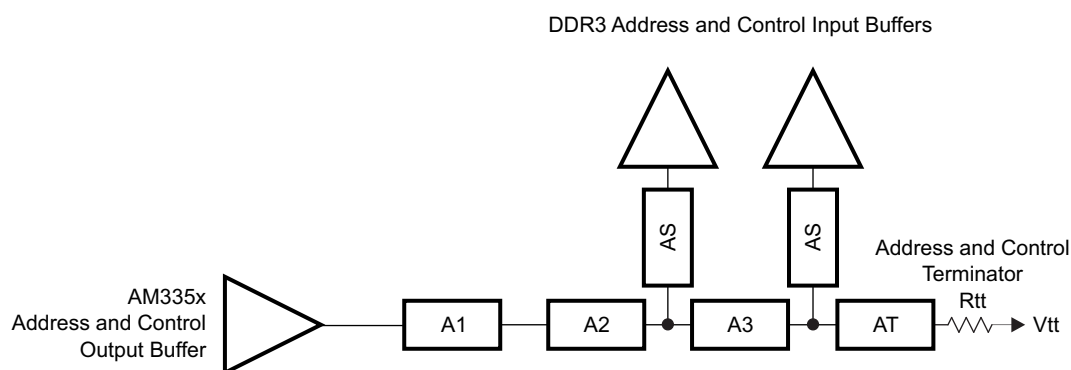 DDR3 Address and Control Input Buffers
AS
AS
Address and Control
Terminator
Rtt
AM335x
Address and Control
Output Buffer
A1
A2
A3
AT
Vtt